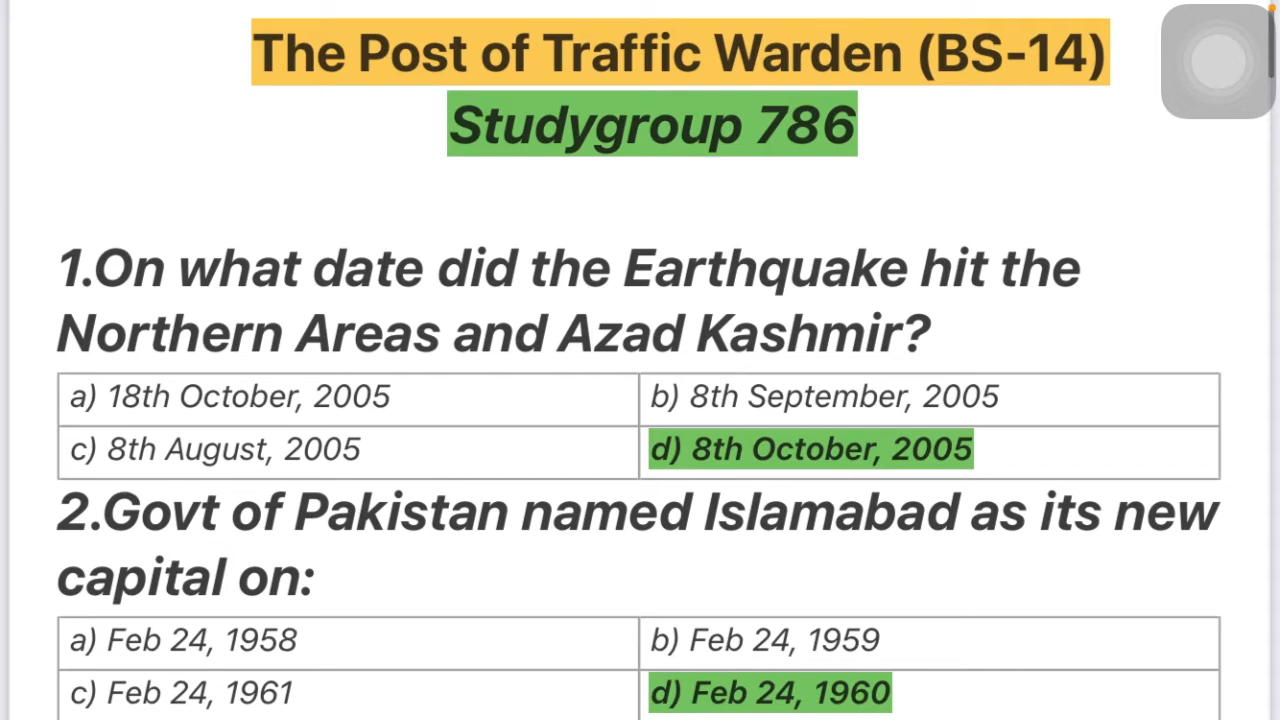 The Post of Traffic Warden (BS-14)
Studygroup 786
1.On what date did the Earthquake hit the
Northern Areas and Azad Kashmir?
a) 18th October, 2005
b) 8th September, 2005
c) 8th August, 2005
d) 8th October, 2005
2.Govt of Pakistan named Islamabad as its new
capital on:
a) Feb 24, 1958
b) Feb 24, 1959
c) Feb 24, 1961
d) Feb 24, 1960